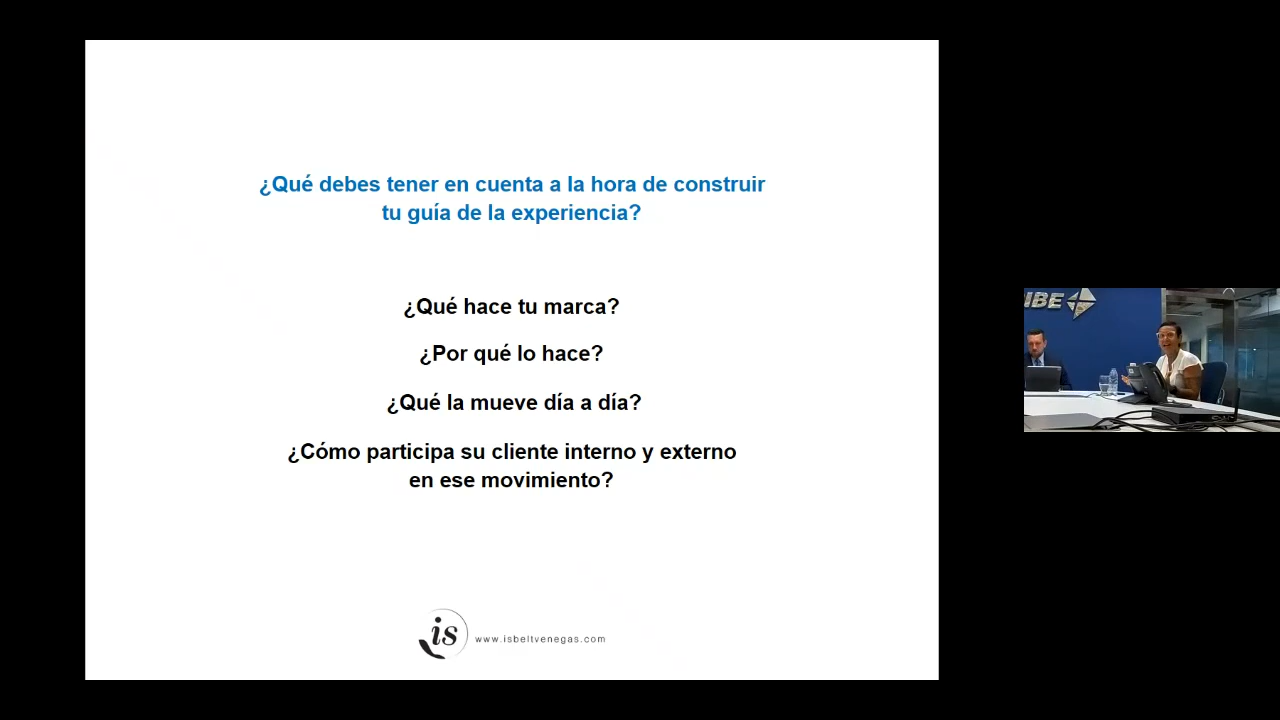 ¿Qué debes tener en cuenta a la hora de construir
tu guía de la experiencia?
¿Qué hace tu marca?
¿Por qué lo hace?
¿Qué la mueve día a día?
¿Cómo participa su cliente interno y externo
en ese movimiento?
is
www.isbeltvenegas.com
IBE